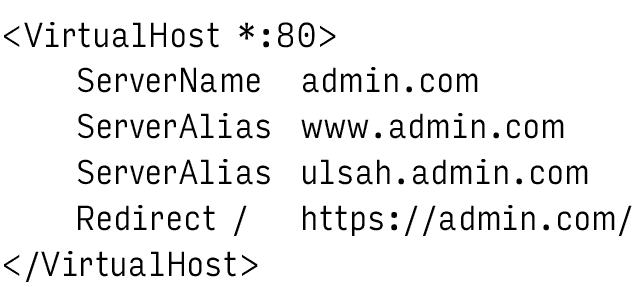 <VirtualHost *:80>
    ServerName  admin.com
    ServerAlias www.admin.com
    ServerAlias ulsah.admin.com
    Redirect /  https://admin.com/
</VirtualHost>